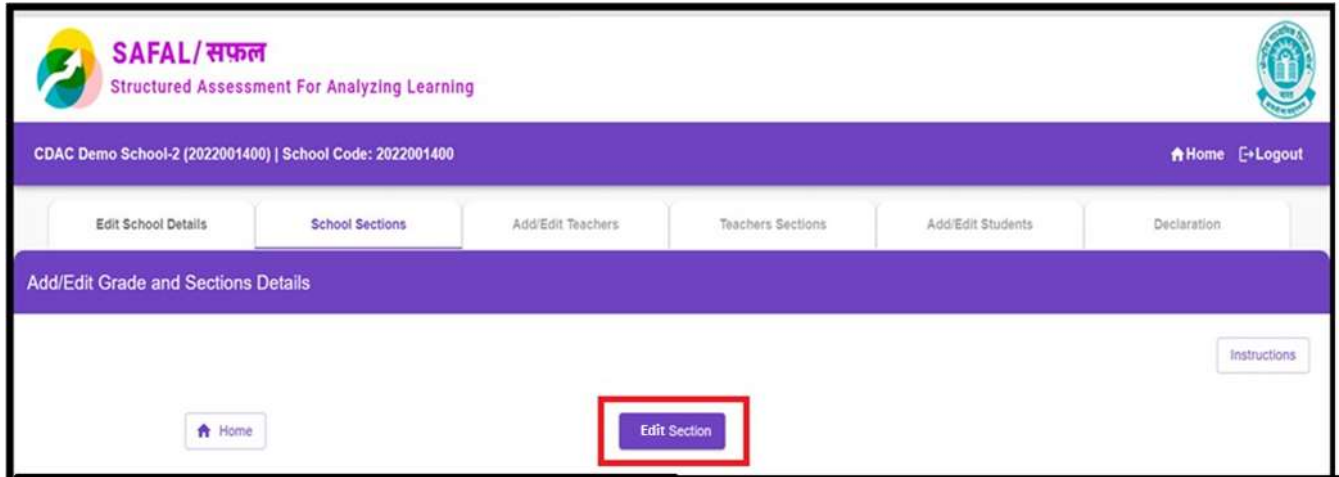 SAFAL/सफल
Structured Assessment For Analyzing Learning
CDAC Demo School-2 (2022001400) | School Code: 2022001400
Home Logout
Edit School Details School Sections Add/Edit Teachers Teachers Sections Add/Edit Students Declaration
Add/Edit Grade and Sections Details
Instructions
Home Edit Section